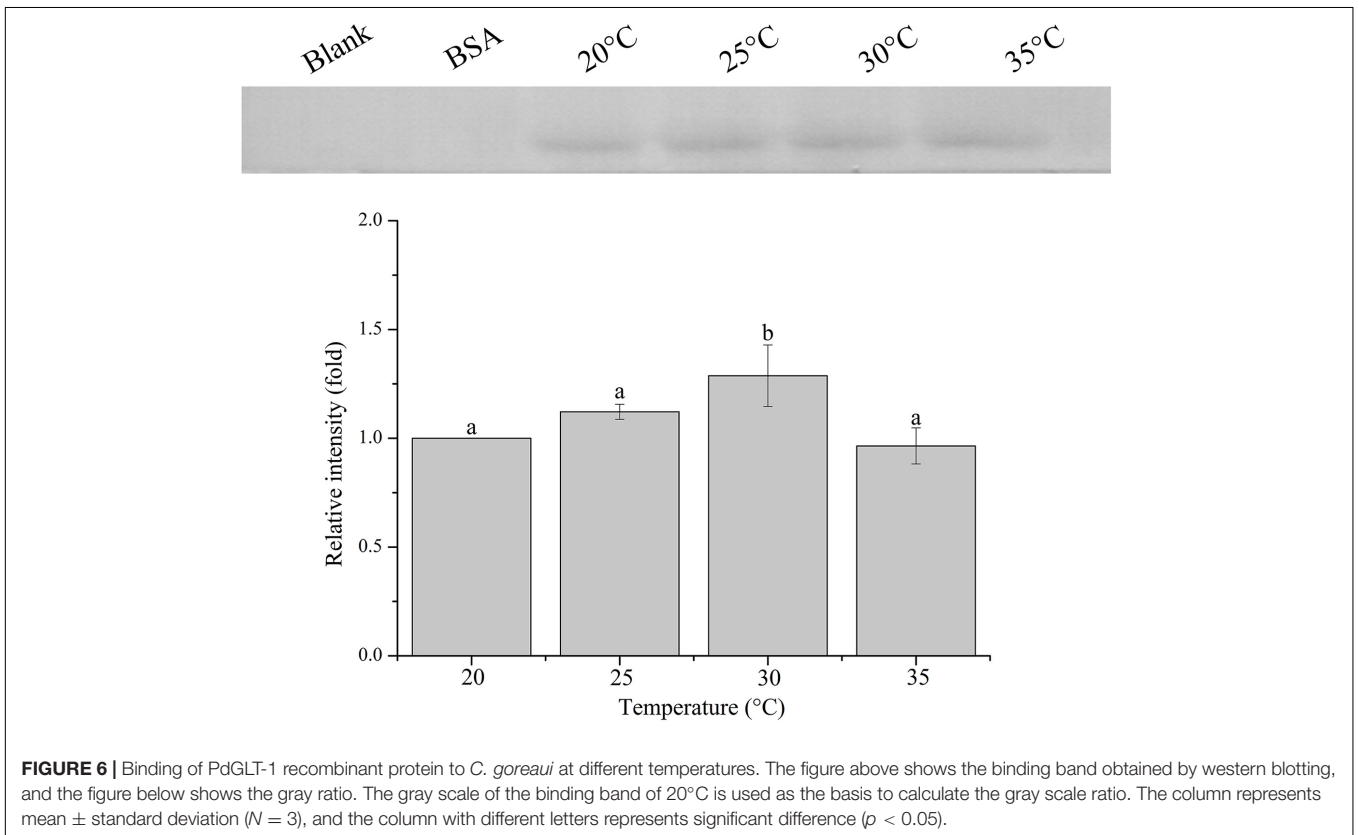 Blank BSA 20°C 25°C 30°C 35°C
2.0
1.5
1.0
0.5
0.0
Relative intensity (fold)
a
a
b
a
20 25 30 35
Temperature (°C)
FIGURE 6 | Binding of PdGLT-1 recombinant protein to C. goreaui at different temperatures. The figure above shows the binding band obtained by western blotting,
and the figure below shows the gray ratio. The gray scale of the binding band of 20°C is used as the basis to calculate the gray scale ratio. The column represents
mean ± standard deviation (N = 3), and the column with different letters represents significant difference (p < 0.05).